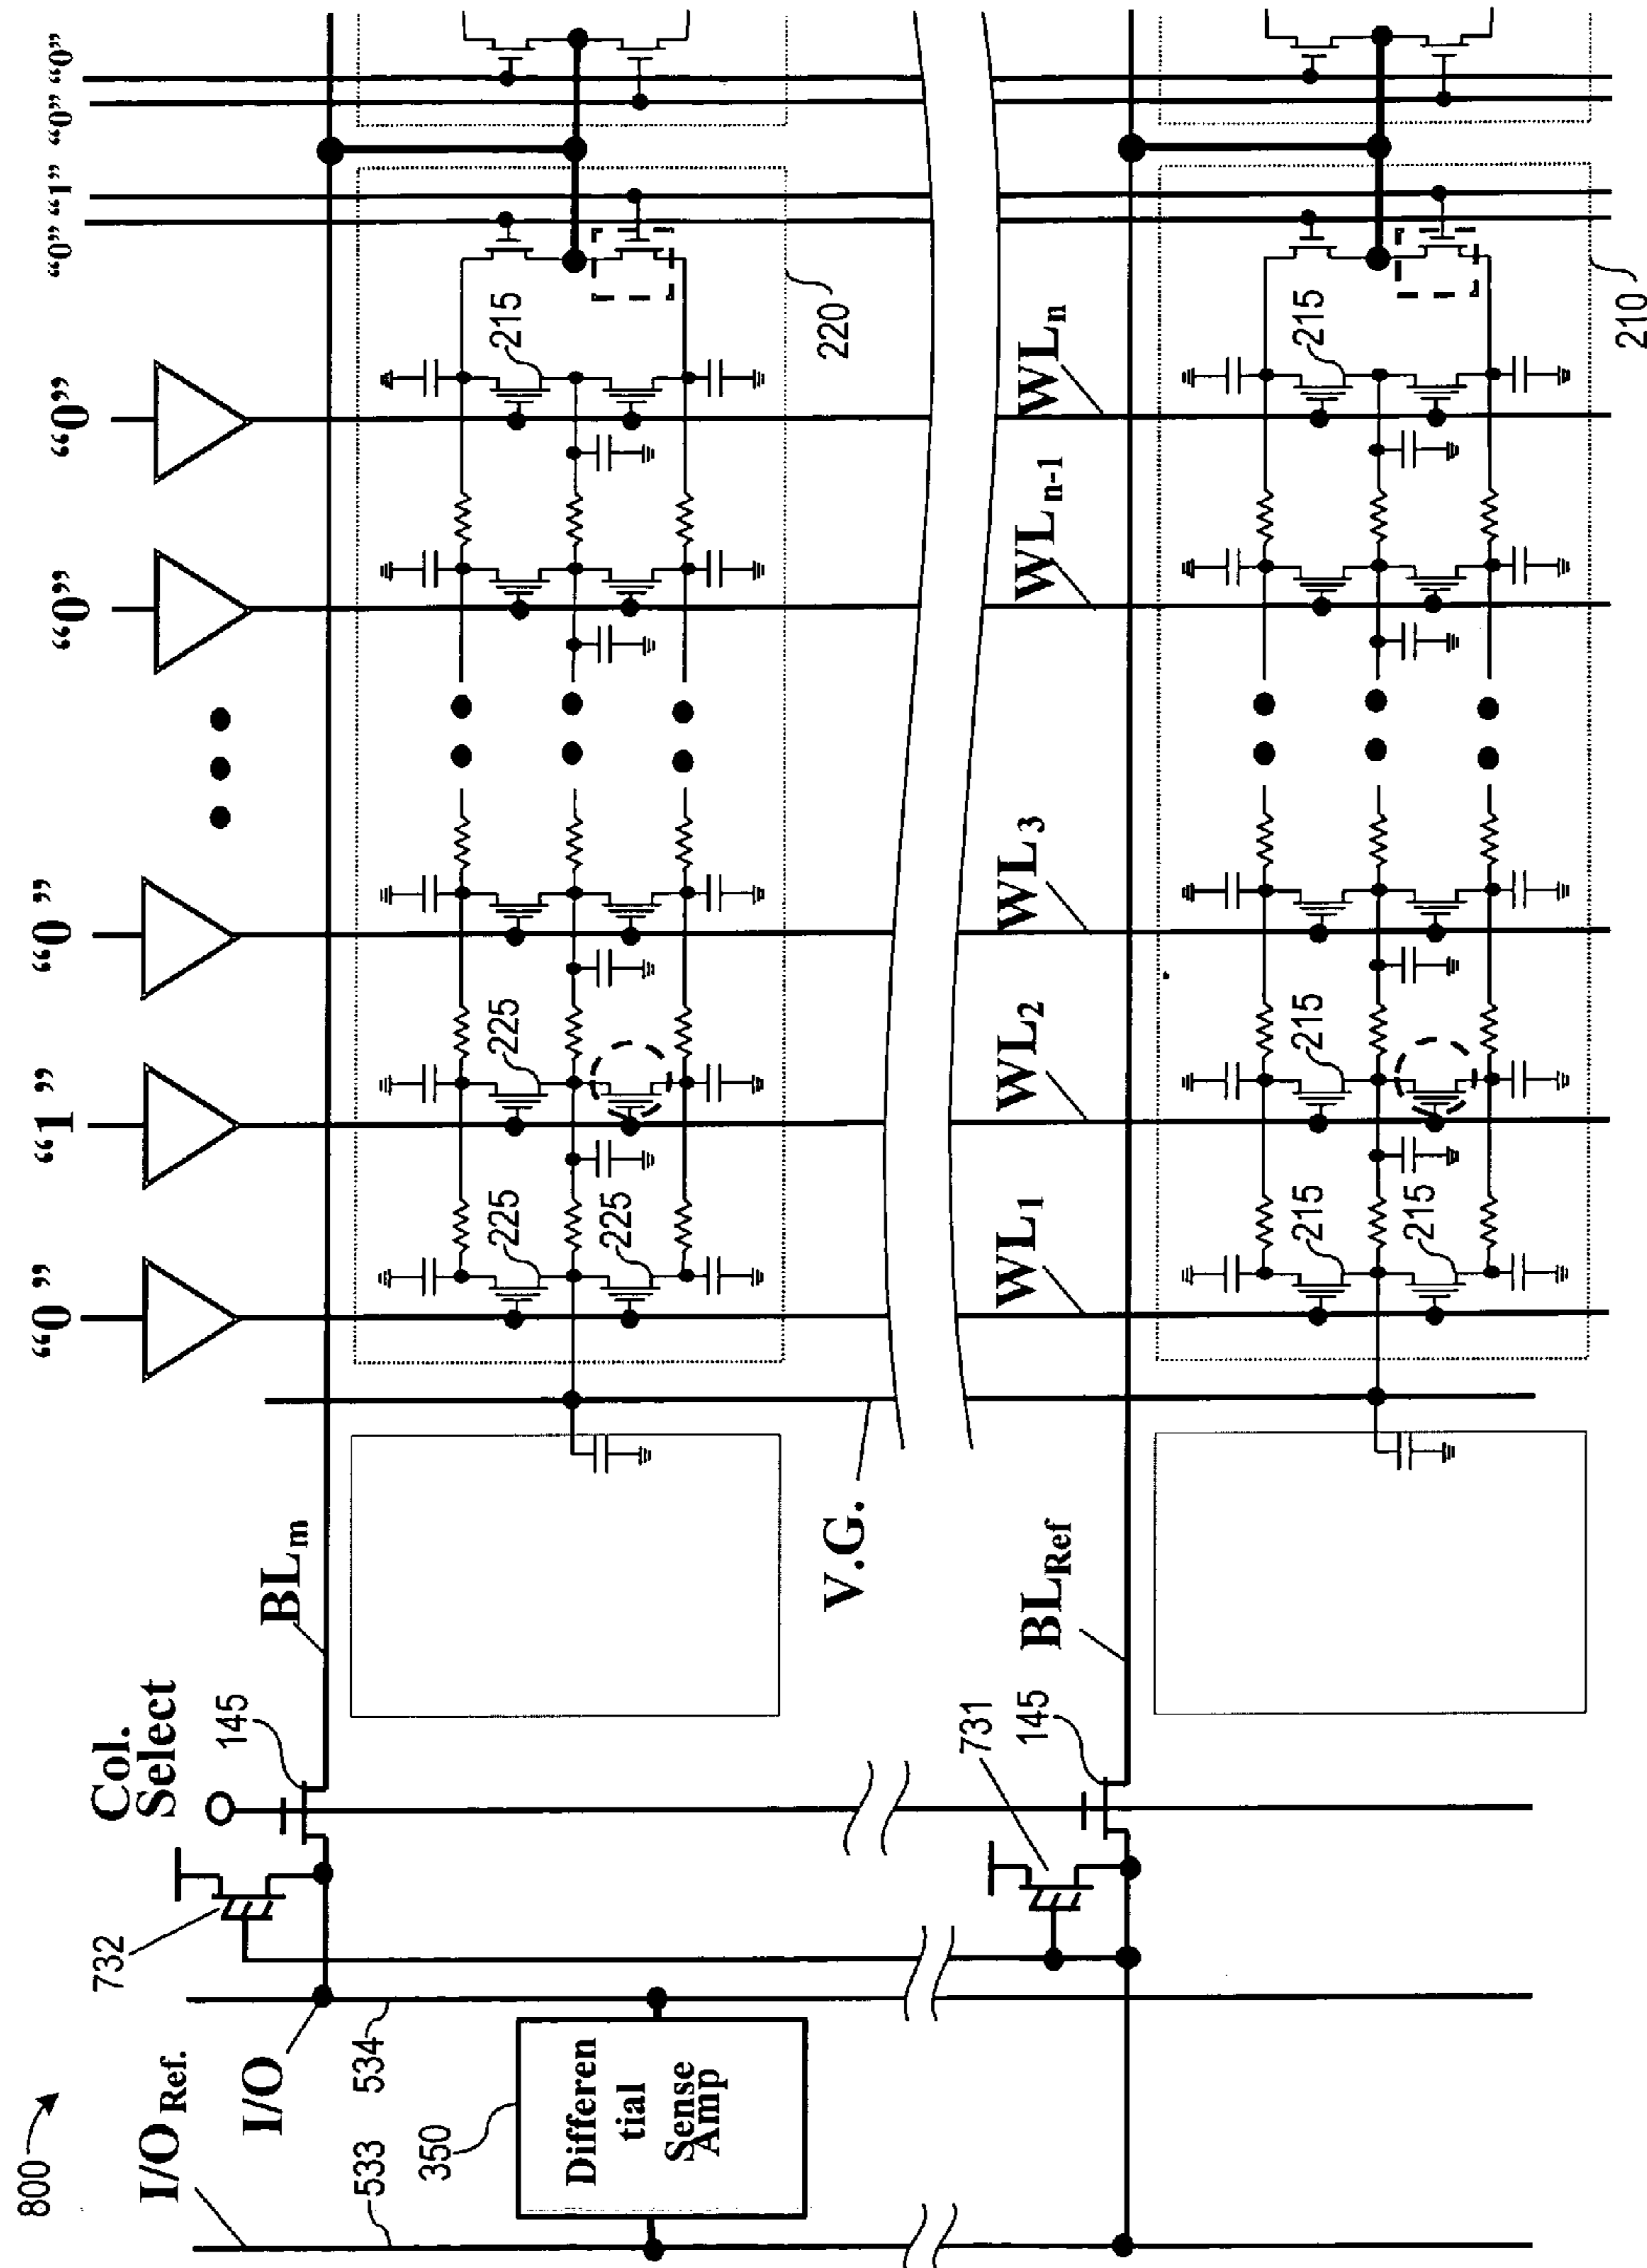 800
I/O Ref.
I/O
533
534
350
Differen
tial
Sense
Amp
732
731
Col.
Select
145
145
BLm
BLRef
V.G.
"0"
"1"
"0"
"0"
"0"
"0" "1" "0" "0"
225
225
225
215
220
WL1
WL2
WL3
WLn-1
WLn
215
215
215
215
210